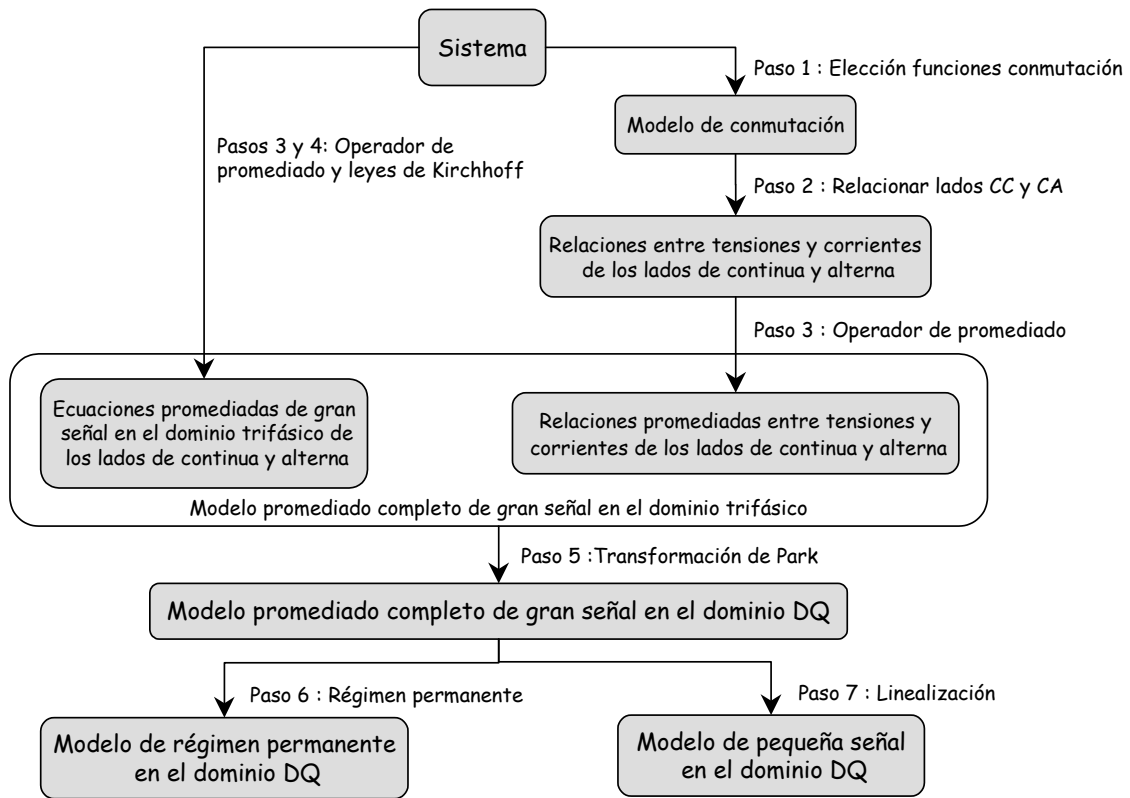 Sistema
Paso 1 : Elección funciones conmutación
Modelo de conmutación
Pasos 3 y 4: Operador de
promediado y leyes de Kirchhoff
Paso 2 : Relacionar lados CC y CA
Relaciones entre tensiones y corrientes
de los lados de continua y alterna
Paso 3 : Operador de promediado
Ecuaciones promediadas de gran
señal en el dominio trifásico de
los lados de continua y alterna
Relaciones promediadas entre tensiones y
corrientes de los lados de continua y alterna
Modelo promediado completo de gran señal en el dominio trifásico
Paso 5 :Transformación de Park
Modelo promediado completo de gran señal en el dominio DQ
Paso 6 : Régimen permanente
Paso 7 : Linealización
Modelo de régimen permanente
en el dominio DQ
Modelo de pequeña señal
en el dominio DQ